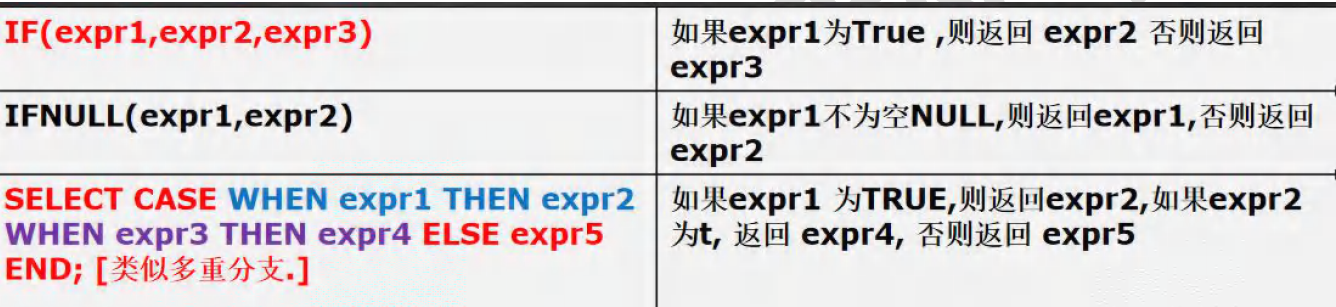 IF(expr1,expr2,expr3)
如果expr1为True ,则返回 expr2 否则返回
expr3
IFNULL(expr1,expr2)
如果expr1不为空NULL,则返回expr1,否则返回
expr2
SELECT CASE WHEN expr1 THEN expr2
WHEN expr3 THEN expr4 ELSE expr5
END; [类似多重分支.]
如果expr1 为TRUE,则返回expr2,如果expr2
为t, 返回 expr4, 否则返回 expr5